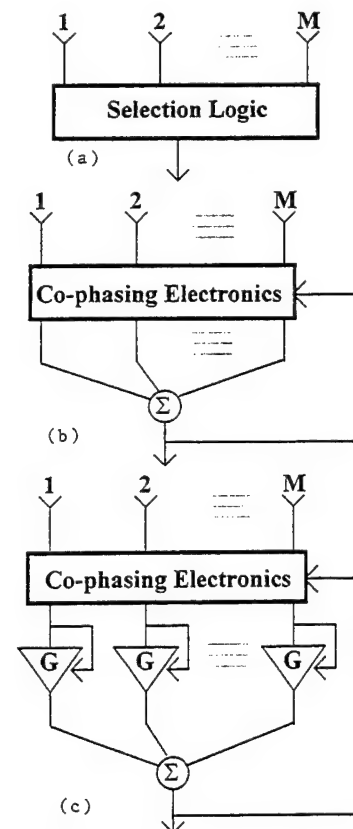 1 2 M
Selection Logic
(a)
1 2 M
Co-phasing Electronics
Σ
(b)
1 2 M
Co-phasing Electronics
G G G
Σ
(c)